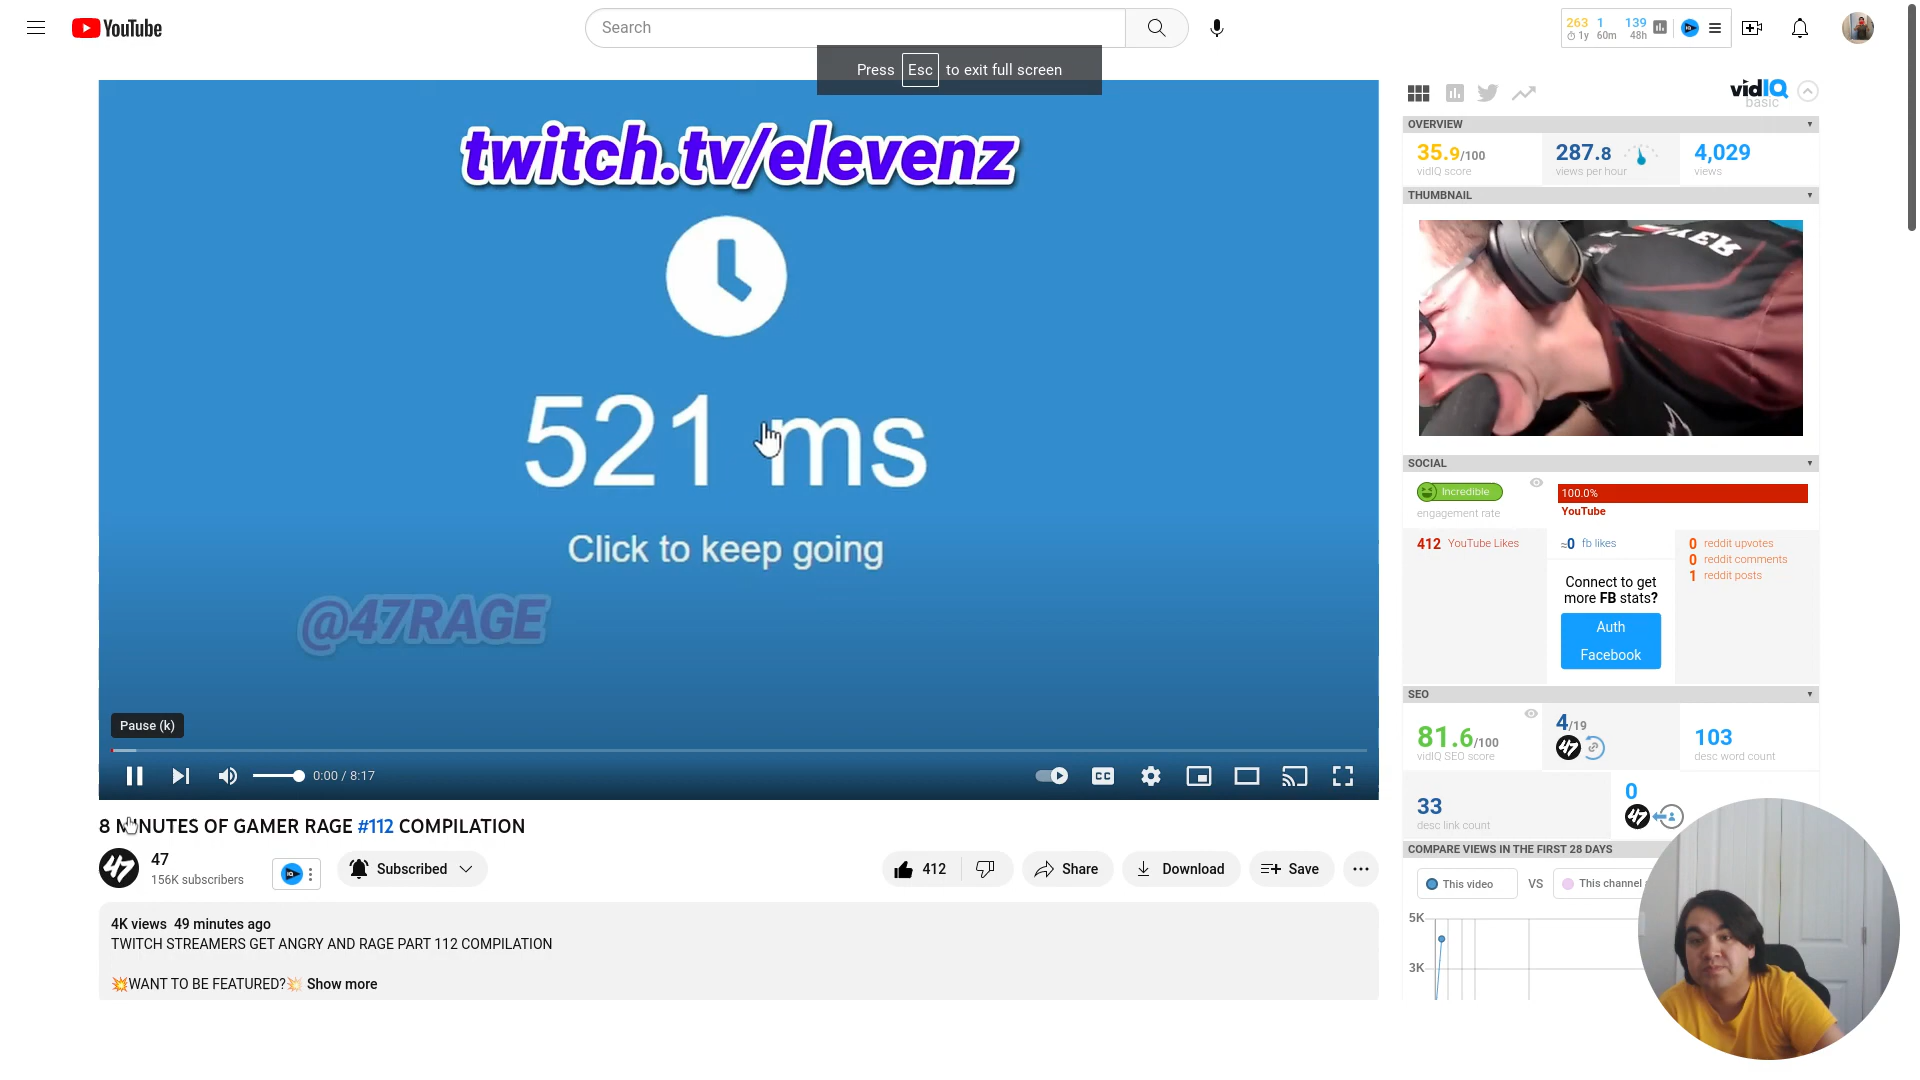 YouTube
Search
263 1 139
1y 60m 48h
Press Esc to exit full screen
twitch.tv/elevenz
521 ms
Click to keep going
@47RAGE
Pause (k)
0:00 / 8:17
8 MINUTES OF GAMER RAGE #112 COMPILATION
47
156K subscribers
Subscribed
412
Share
Download
Save
4K views 49 minutes ago
TWITCH STREAMERS GET ANGRY AND RAGE PART 112 COMPILATION
💥WANT TO BE FEATURED?💥 Show more
vidIQ
basic
OVERVIEW
35.9/100
vidIQ score
287.8
views per hour
4,029
views
THUMBNAIL
SOCIAL
Incredible
engagement rate
100.0%
YouTube
412 YouTube Likes
≈0 fb likes
Connect to get
more FB stats?
Auth
Facebook
0 reddit upvotes
0 reddit comments
1 reddit posts
SEO
81.6/100
vidIQ SEO score
4/19
103
desc word count
33
desc link count
0
COMPARE VIEWS IN THE FIRST 28 DAYS
This video VS This channel
5K
3K